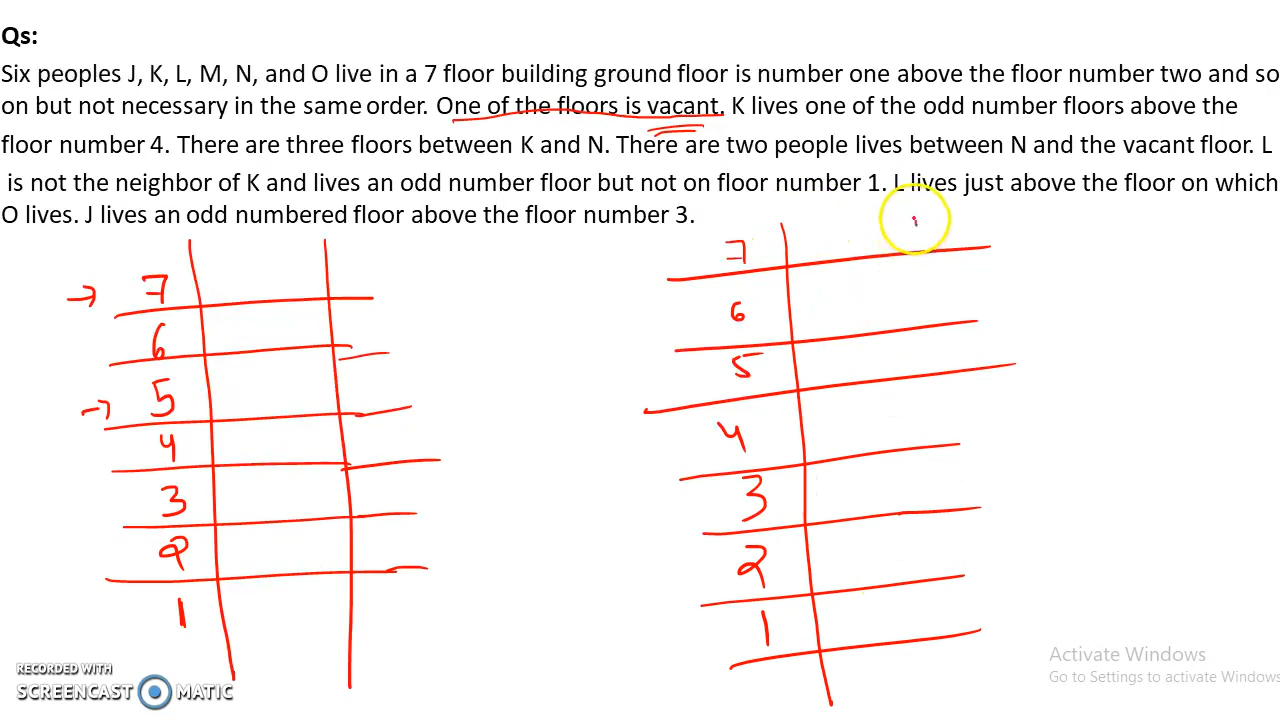 Qs:
Six peoples J, K, L, M, N, and O live in a 7 floor building ground floor is number one above the floor number two and so
on but not necessary in the same order. One of the floors is vacant. K lives one of the odd number floors above the
floor number 4. There are three floors between K and N. There are two people lives between N and the vacant floor. L
is not the neighbor of K and lives an odd number floor but not on floor number 1. L lives just above the floor on which
O lives. J lives an odd numbered floor above the floor number 3.
7
6
5
4
3
2
1
7
6
5
4
3
2
1
RECORDED WITH
SCREENCAST MATIC
Activate Windows
Go to Settings to activate Windows